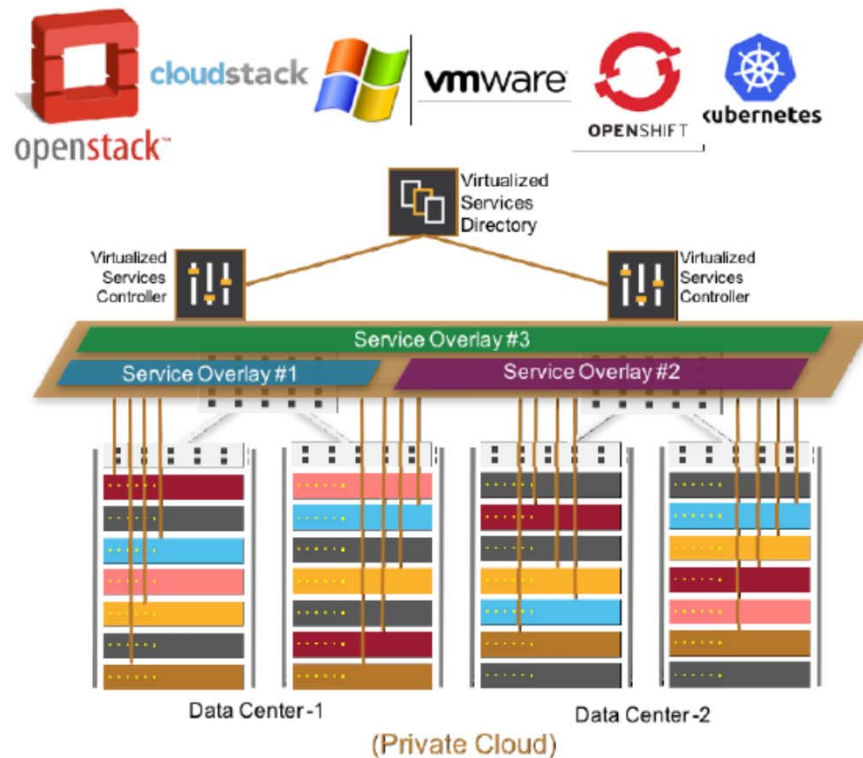 openstack™
cloudstack
vmware
OPENSHIFT
kubernetes
Virtualized
Services
Directory
Virtualized
Services
Controller
Virtualized
Services
Controller
Service Overlay #3
Service Overlay #1
Service Overlay #2
Data Center-1
Data Center-2
(Private Cloud)